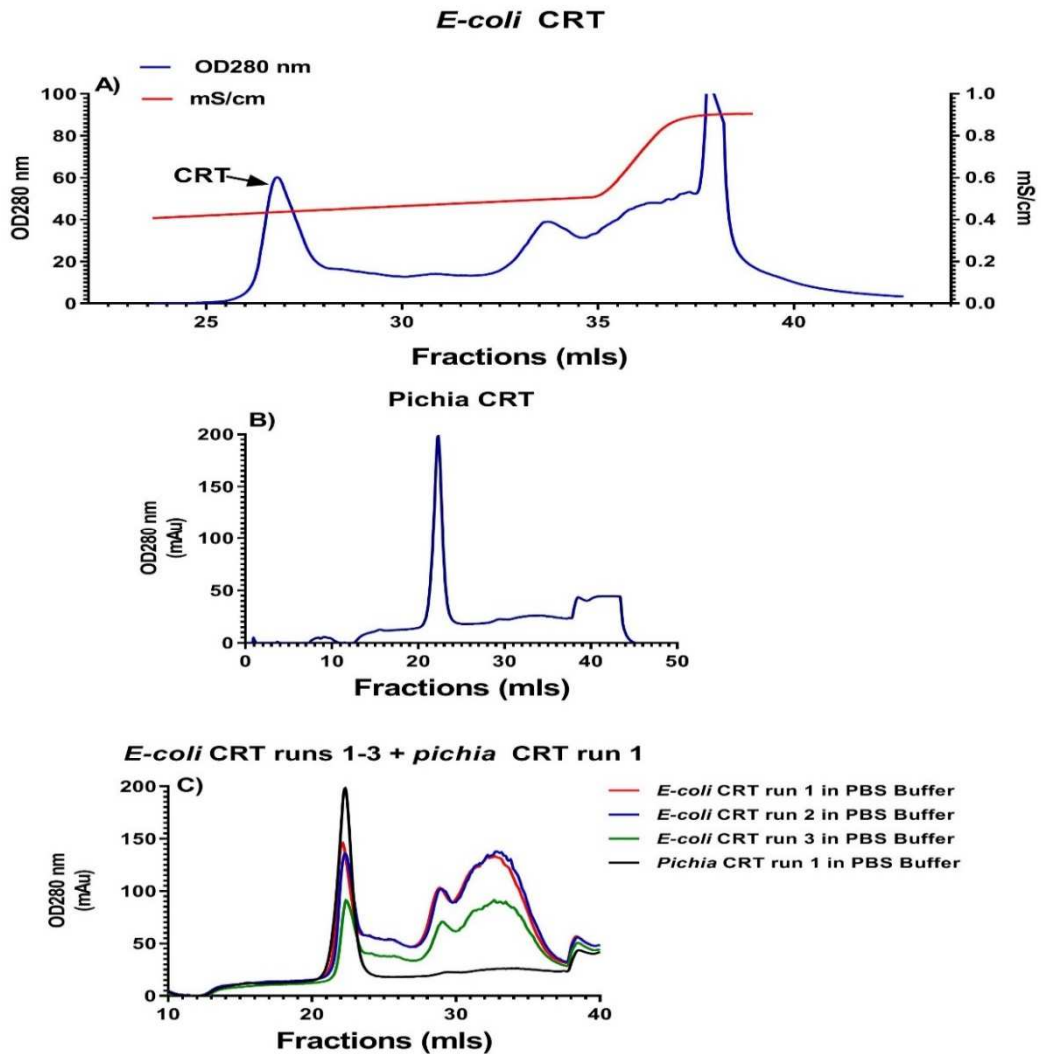 E-coli CRT
A)
OD280 nm
mS/cm
CRT
OD280 nm
100
80
60
40
20
0
1.0
0.8
0.6
0.4
0.2
0.0
mS/cm
25 30 35 40
Fractions (mls)
Pichia CRT
B)
OD280 nm
(mAu)
200
150
100
50
0
0 10 20 30 40 50
Fractions (mls)
E-coli CRT runs 1-3 + pichia CRT run 1
C)
OD280 nm
(mAu)
200
150
100
50
0
10 20 30 40
Fractions (mls)
E-coli CRT run 1 in PBS Buffer
E-coli CRT run 2 in PBS Buffer
E-coli CRT run 3 in PBS Buffer
Pichia CRT run 1 in PBS Buffer